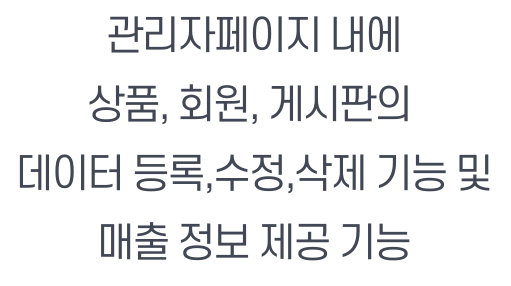 관리자페이지 내에
상품, 회원, 게시판의
데이터 등록,수정,삭제 기능 및
매출 정보 제공 기능